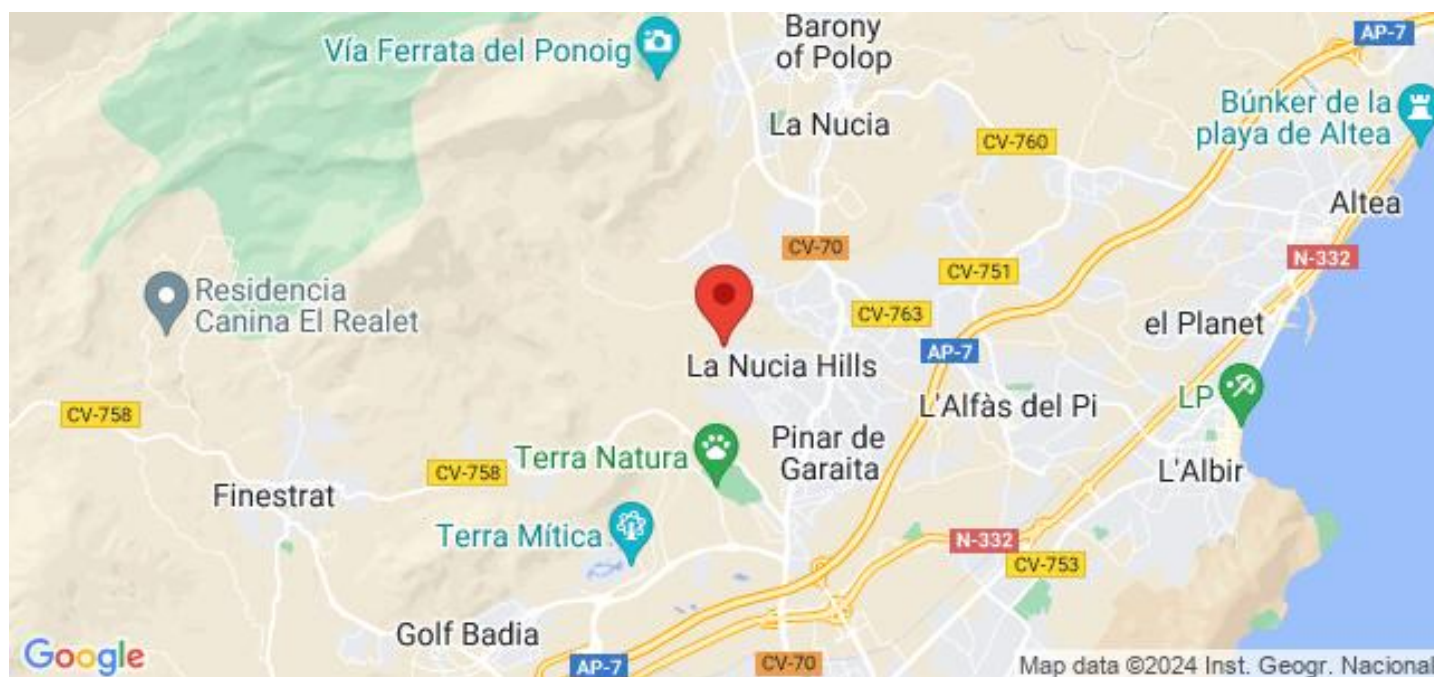 Vía Ferrata del Ponoig
Barony
of Polop
AP-7
La Nucia
Búnker de la
playa de Altea
CV-760
Altea
CV-70
N-332
CV-751
Residencia
Canina El Realet
CV-763
el Planet
AP-7
La Nucia Hills
LP
L'Alfàs del Pi
CV-758
Pinar de
Garaita
Terra Natura
CV-758
L'Albir
Finestrat
Terra Mítica
N-332
CV-753
Golf Badia
Google
AP-7
CV-70
Map data ©2024 Inst. Geogr. Nacional